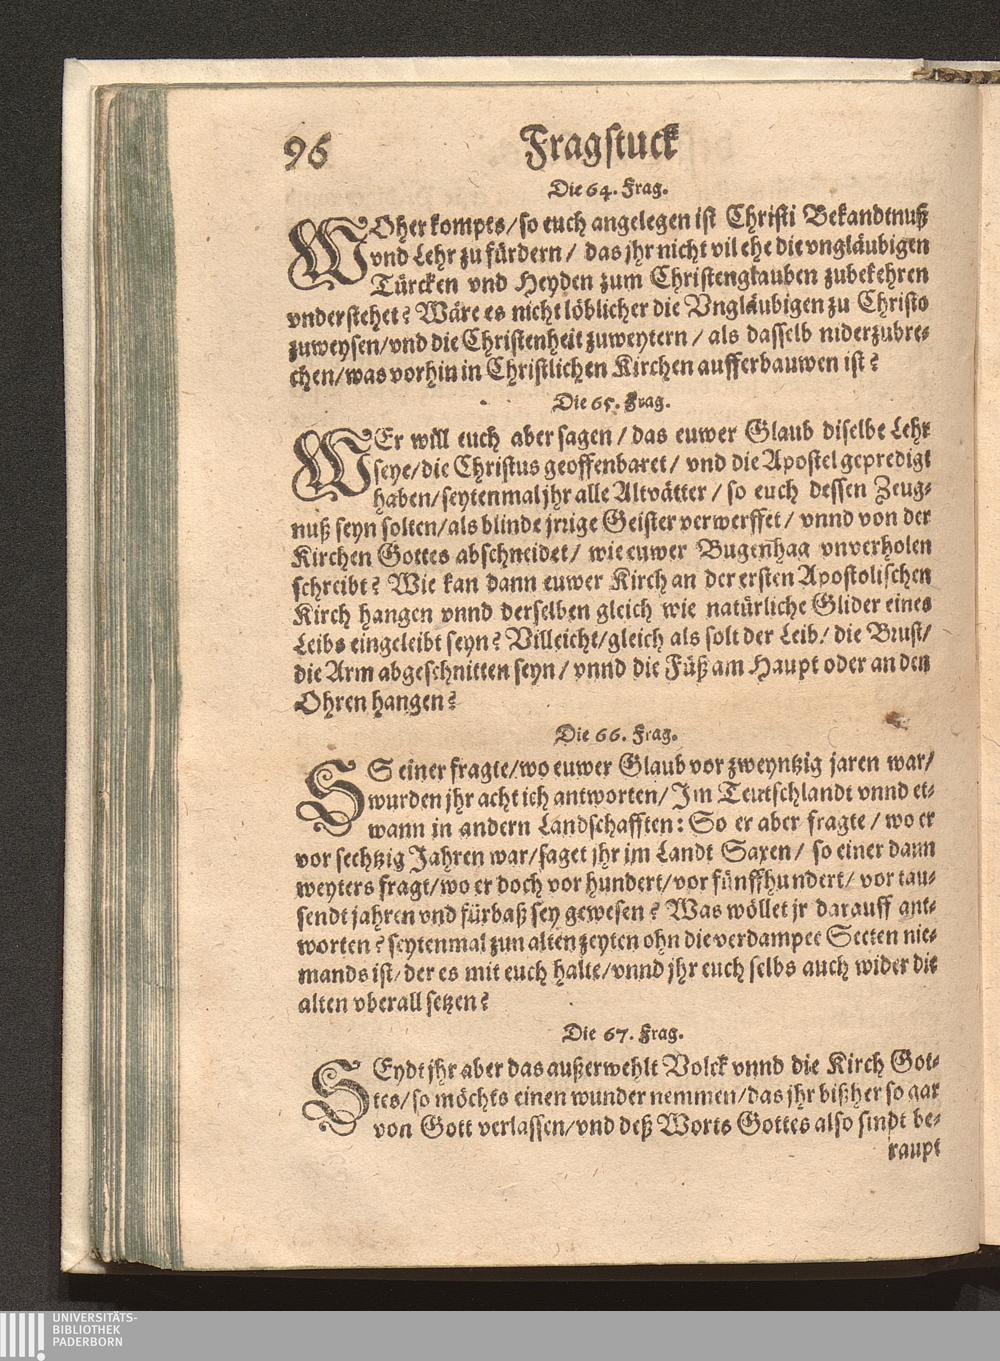 96
Fragstuck
Die 64. Frag.
WOher kompts/so euch angelegen ist Christi Bekandtnuß
vnd Lehr zu fürdern / das jhr nicht vil ehe die vngläubigen
Türcken vnd Heyden zum Christenglauben zubekehren
vnderstehet? Wäre es nicht löblicher die Vngläubigen zu Christo
zuweysen/vnd die Christenheit zuweytern / als dasselb niderzubre-
chen/was vorhin in Christlichen Kirchen aufferbauwen ist?
Die 65. Frag.
WEr will euch aber sagen / das euwer Glaub diselbe Lehr
seye/die Christus geoffenbaret / vnd die Apostel gepredigt
haben/seytenmal jhr alle Altvätter / so euch dessen Zeug-
nuß seyn solten/als blinde jrrige Geister verwerffet / vnnd von der
Kirchen Gottes abschneidet / wie euwer Bugenhag vnverholen
schreibt? Wie kan dann euwer Kirch an der ersten Apostolischen
Kirch hangen vnnd derselben gleich wie natürliche Glider eines
Leibs eingeleibt seyn? Villeicht/gleich als solt der Leib/ die Brust/
die Arm abgeschnitten seyn / vnnd die Füß am Haupt oder an den
Ohren hangen?
Die 66. Frag.
SO einer fragte/wo euwer Glaub vor zweyntzig jaren war/
wurden jhr acht ich antworten/ Im Teutschlandt vnnd et-
wann in andern Landschafften: So er aber fragte / wo er
vor sechtzig Jahren war/saget jhr im Landt Saxen / so einer dann
weyters fragt/wo er doch vor hundert/vor fünffhundert/ vor tau-
sendt jahren vnd fürbaß sey gewesen? Was wöllet jr darauff ant-
worten? seytenmal zun alten zeyten ohn die verdampte Secten nie-
mands ist/der es mit euch halte/vnnd jhr euch selbs auch wider die
alten vberall setzen?
Die 67. Frag.
SEydt jhr aber das außerwehlt Volck vnnd die Kirch Got-
tes/so möchts einen wunder nemmen/das jhr bißher so gar
von Gott verlassen/vnd deß Worts Gottes also sindt be-
raupt
UNIVERSITÄTS-
BIBLIOTHEK
PADERBORN